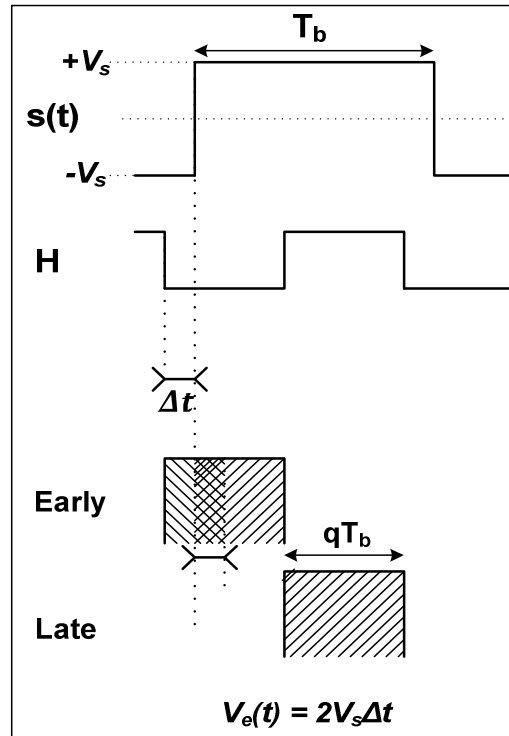 T_b
+V_s
s(t)
-V_s
H
Δt
Early
qT_b
Late
V_e(t) = 2V_sΔt